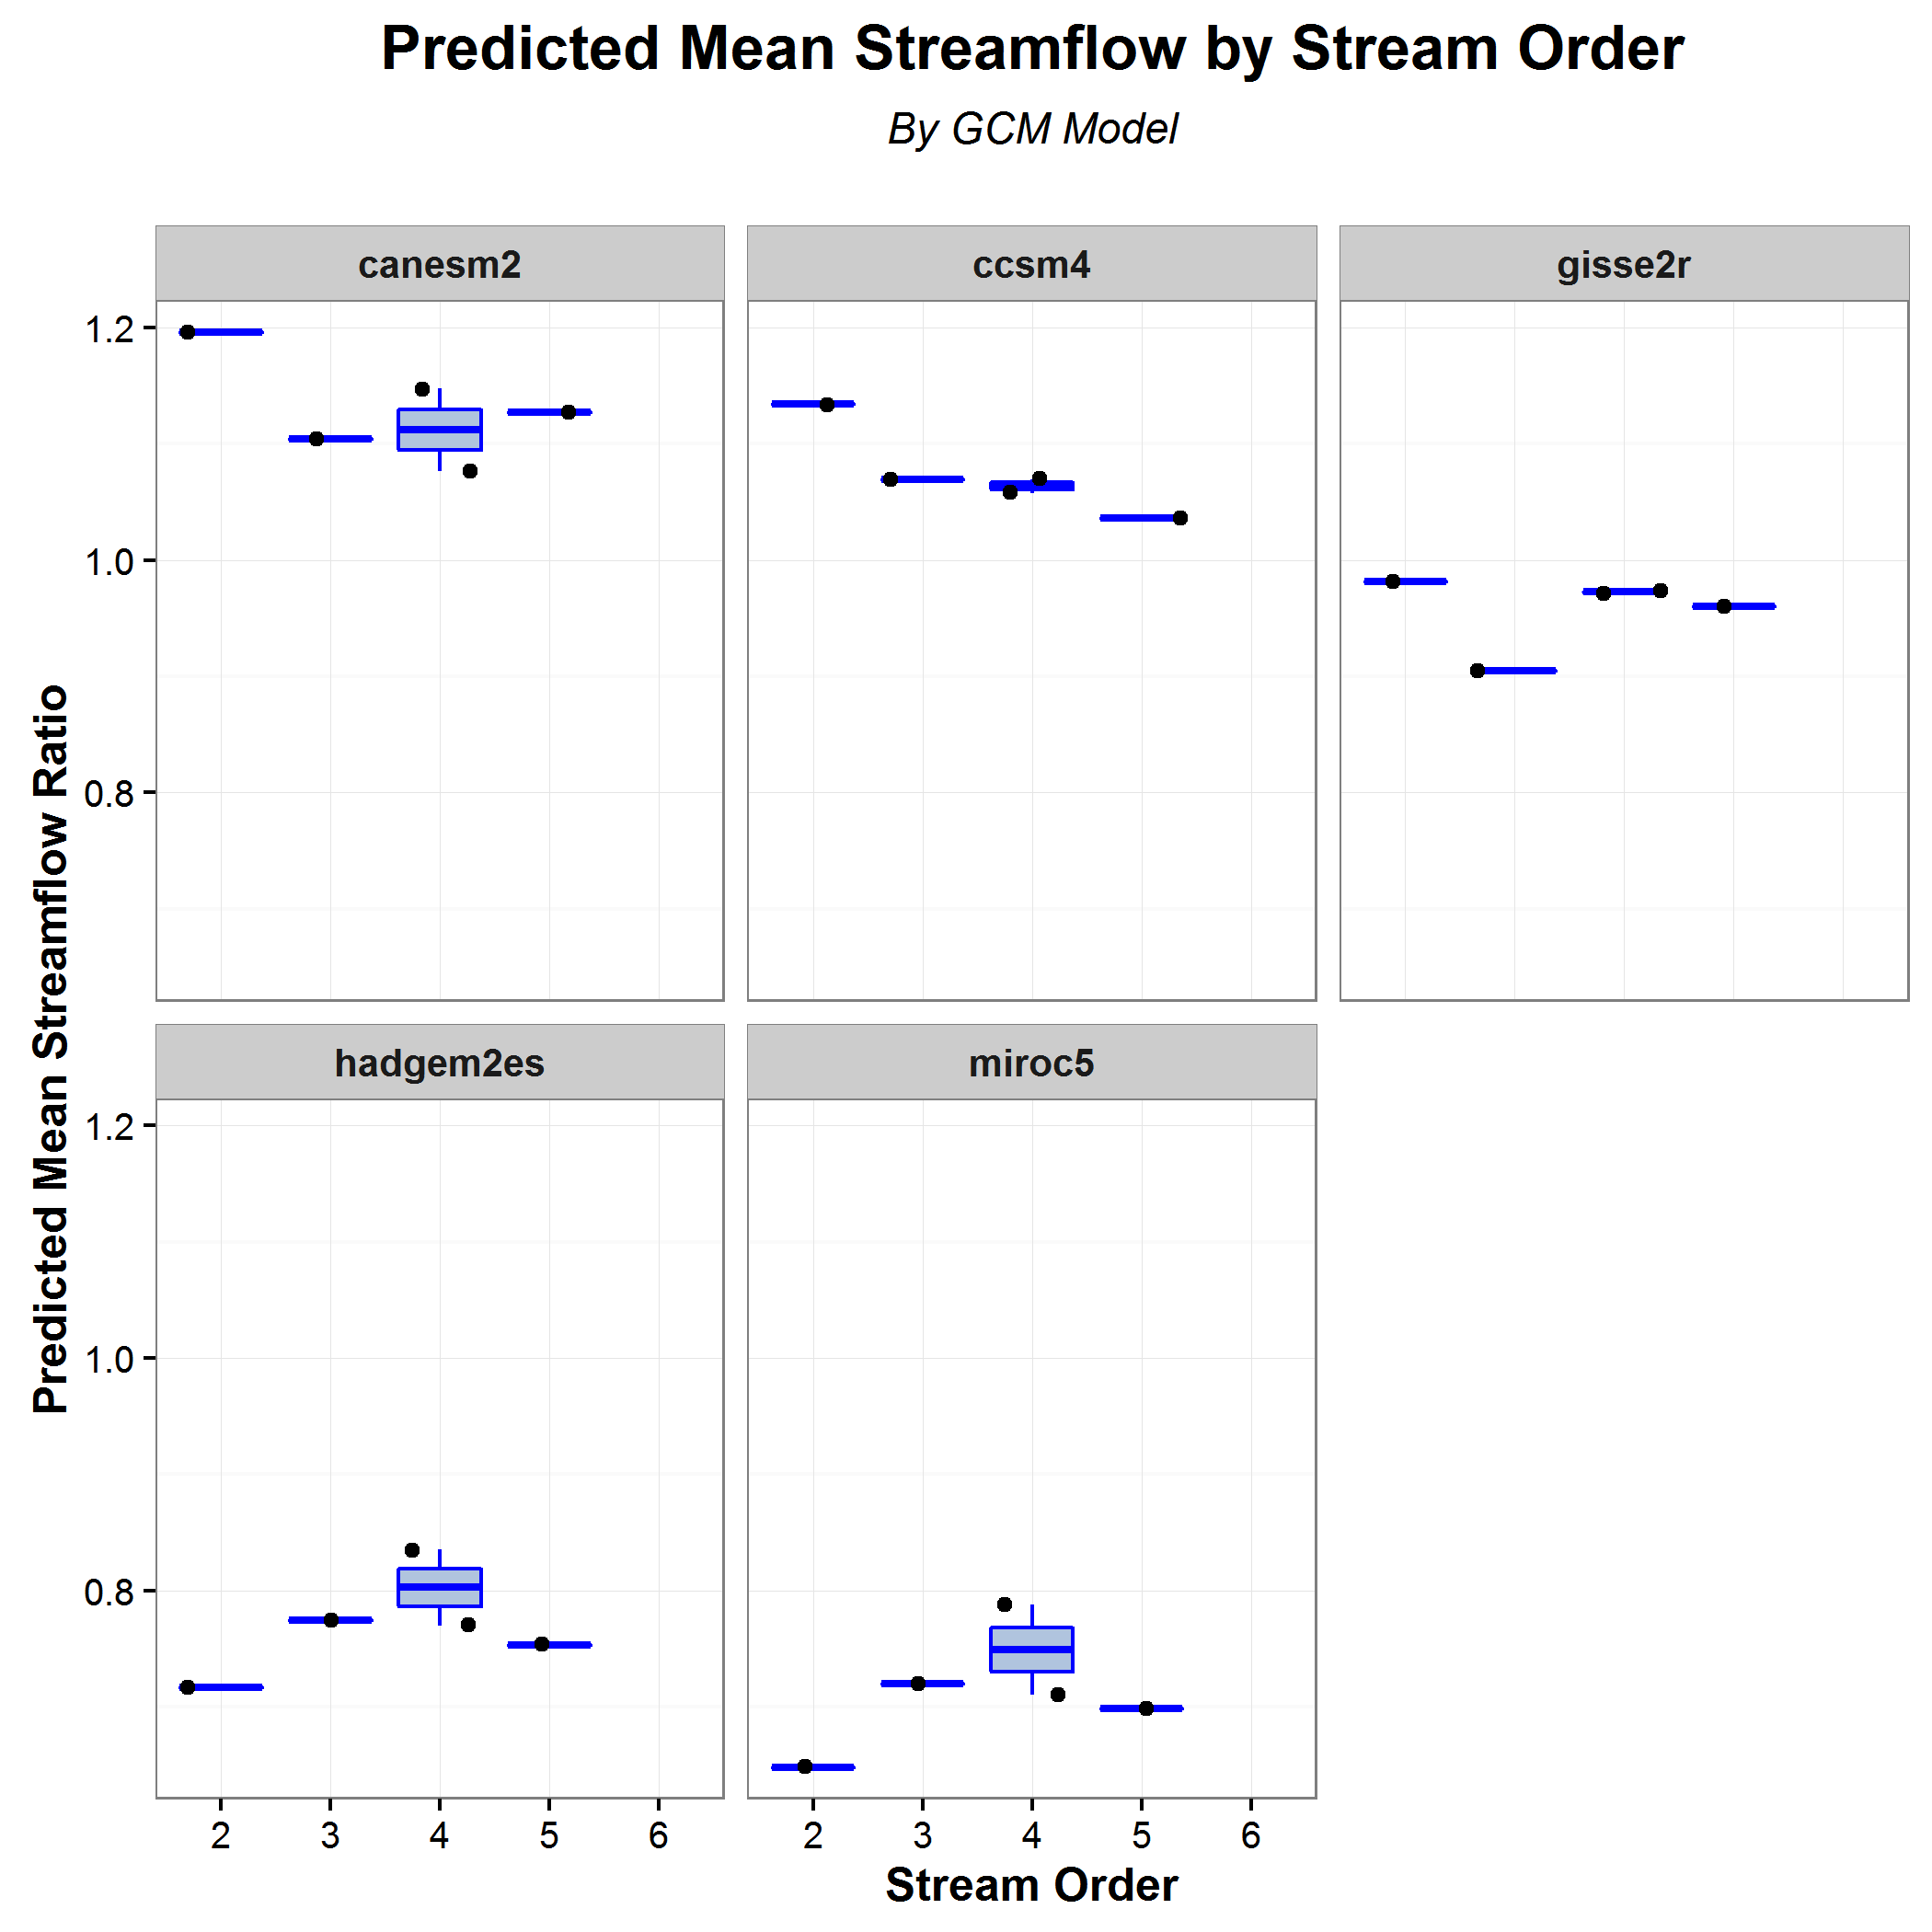 Predicted Mean Streamflow by Stream Order
By GCM Model
canesm2
ccsm4
gisse2r
1.2
1.0
0.8
Predicted Mean Streamflow Ratio
hadgem2es
miroc5
1.2
1.0
0.8
2 3 4 5 6
2 3 4 5 6
Stream Order